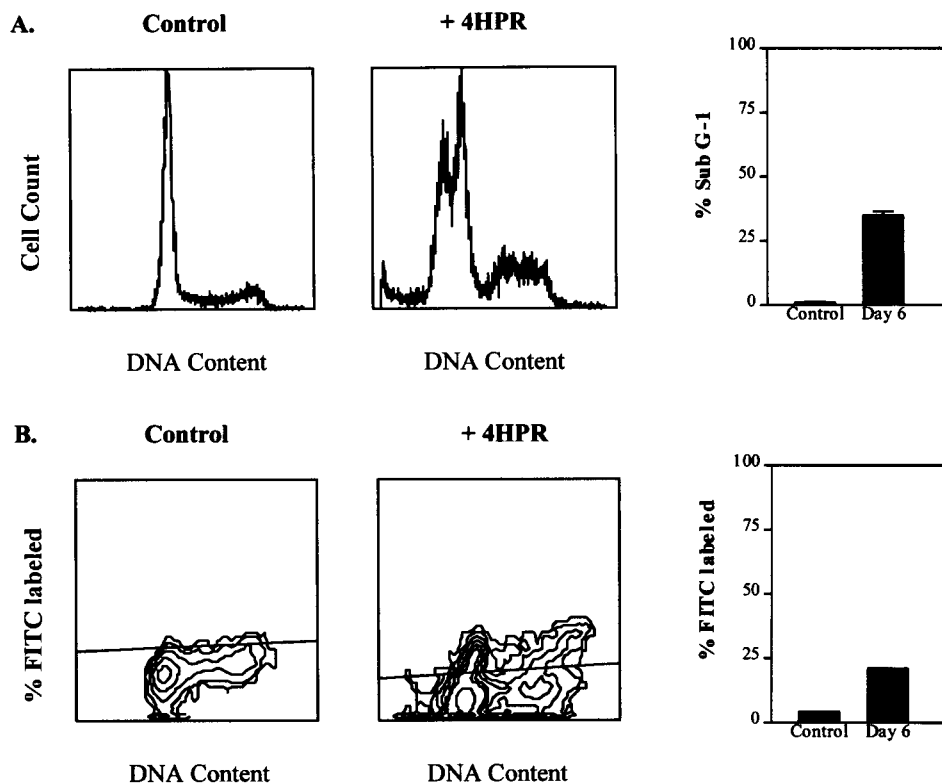 A.
Control
+ 4HPR
Cell Count
DNA Content
DNA Content
% Sub G-1
100
75
50
25
0
Control
Day 6
B.
Control
+ 4HPR
% FITC labeled
DNA Content
DNA Content
% FITC labeled
100
75
50
25
0
Control
Day 6